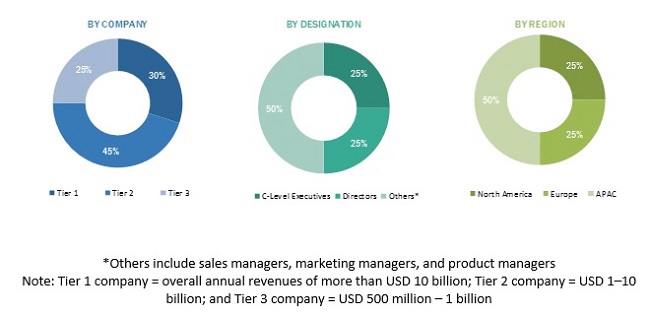 BY COMPANY
30%
45%
25%
Tier 1 Tier 2 Tier 3
BY DESIGNATION
25%
25%
50%
C-Level Executives Directors Others*
BY REGION
25%
25%
50%
North America Europe APAC
*Others include sales managers, marketing managers, and product managers
Note: Tier 1 company = overall annual revenues of more than USD 10 billion; Tier 2 company = USD 1–10
billion; and Tier 3 company = USD 500 million – 1 billion